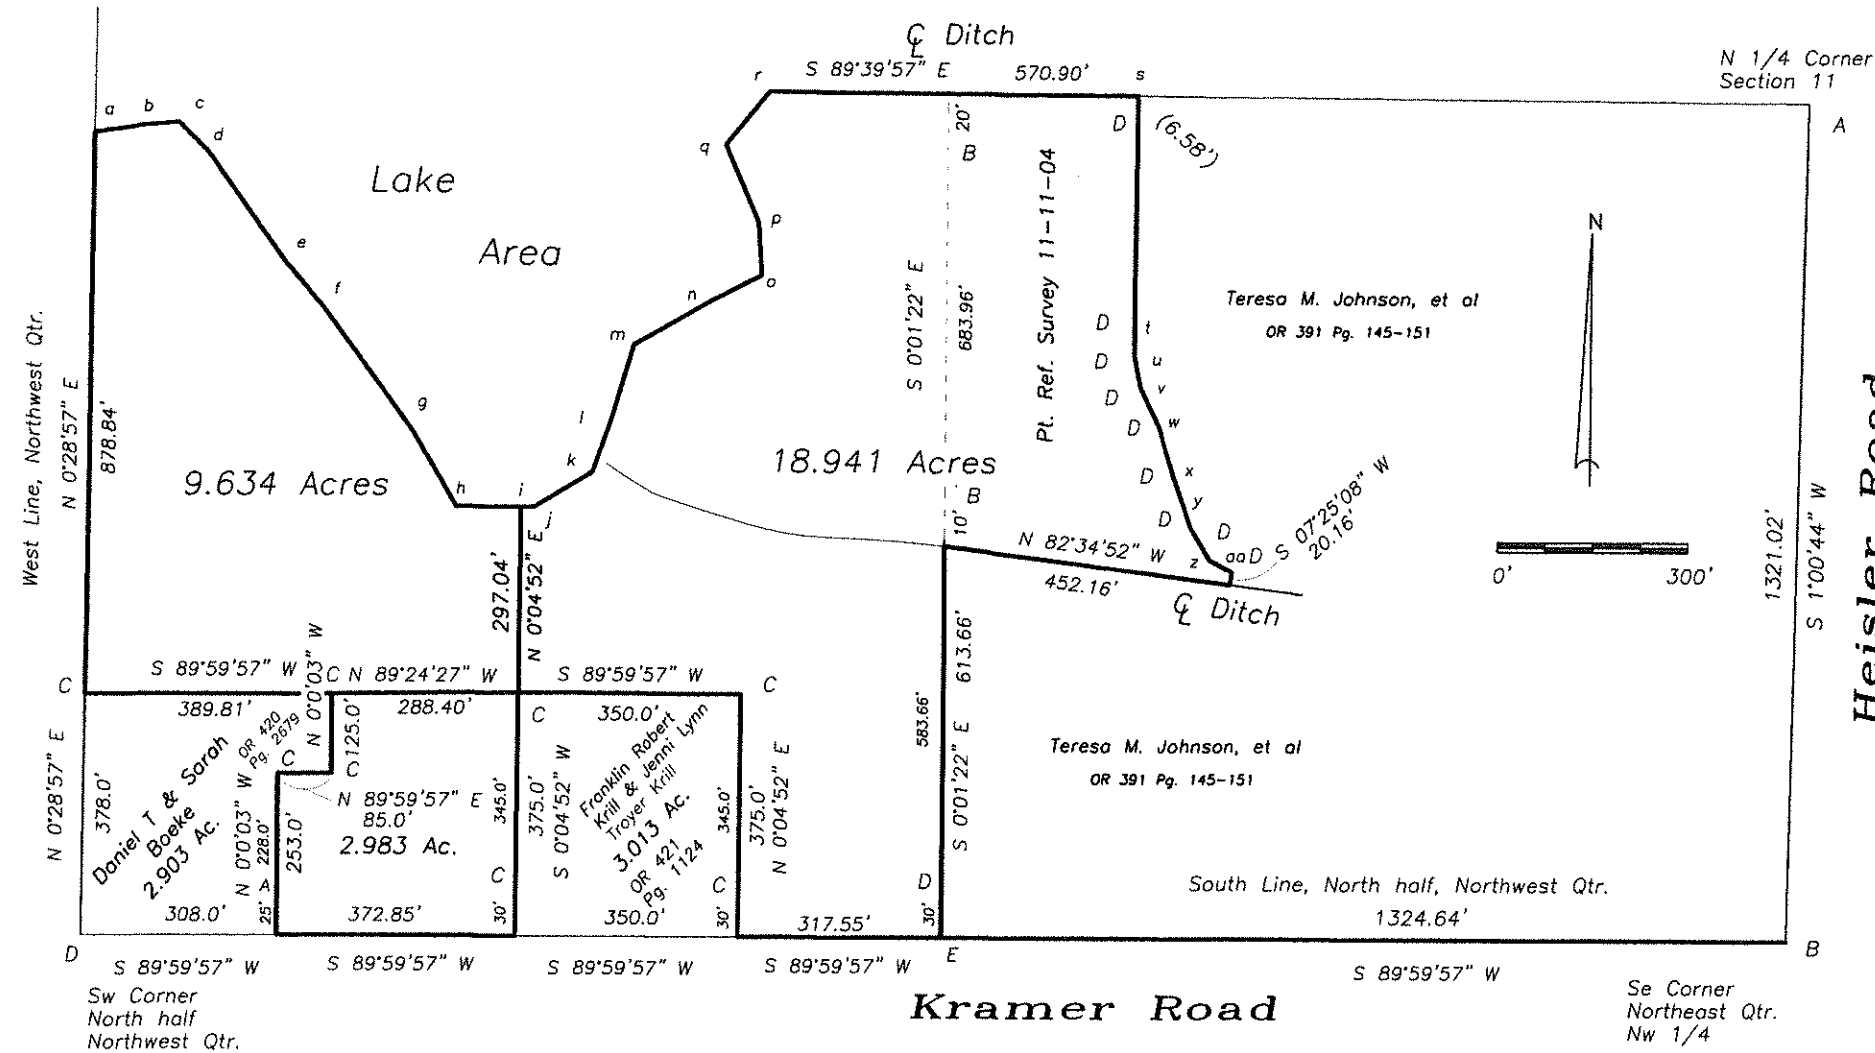 ℄ Ditch
S 89°39'57" E 570.90'
N 1/4 Corner
Section 11
a b c
d
r
s
A
D
(6.58')
20'
B
q
Lake
Area
e
f
p
o
n
m
Pt. Ref. Survey 11-11-04
S 0°01'22" E
683.96'
D t
D u
D v
D w
D x
D y
D
z aa D
Teresa M. Johnson, et al
OR 391 Pg. 145-151
N
0' 300'
Heisler Road
1321.02'
S 1°00'44" W
West Line, Northwest Qtr.
N 0°28'57" E
878.84'
g
l
k
h i
j
9.634 Acres
18.941 Acres
B
10'
N 82°34'52" W
452.16'
S 07°25'08" W
20.16'
℄ Ditch
297.04'
N 0°04'52" E
C
S 89°59'57" W
389.81'
C
N 0°0'03" W
N 89°24'27" W
288.40'
S 89°59'57" W
350.0'
C
C
N 0°28'57" E
378.0'
Daniel T & Sarah
Boeke
2.903 Ac.
OR 420
Pg. 2679
125.0'
C
C
N 89°59'57" E
85.0'
2.983 Ac.
N 0°0'03" W
228.0'
253.0'
A
25'
345.0'
375.0'
S 0°04'52" W
C
30'
Franklin Robert
Krill & Jenni Lynn
Troyer Krill
3.013 Ac.
OR 421
Pg. 1124
345.0'
375.0'
N 0°04'52" E
C
30'
583.66'
613.66'
S 0°01'22" E
D
30'
Teresa M. Johnson, et al
OR 391 Pg. 145-151
South Line, North half, Northwest Qtr.
1324.64'
308.0'
372.85'
350.0'
317.55'
D
S 89°59'57" W
S 89°59'57" W
S 89°59'57" W
S 89°59'57" W
E
S 89°59'57" W
B
Sw Corner
North half
Northwest Qtr.
Kramer Road
Se Corner
Northeast Qtr.
Nw 1/4